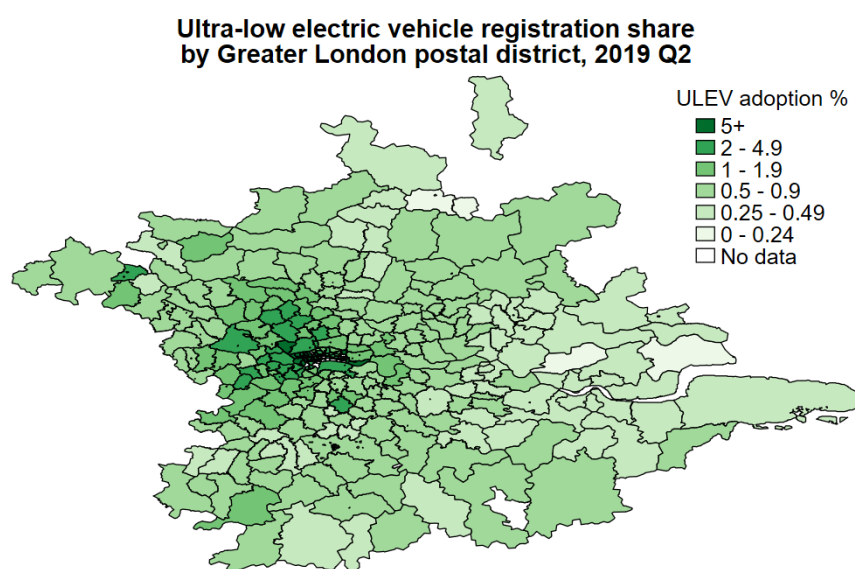 Ultra-low electric vehicle registration share
by Greater London postal district, 2019 Q2
ULEV adoption %
5+
2 - 4.9
1 - 1.9
0.5 - 0.9
0.25 - 0.49
0 - 0.24
No data